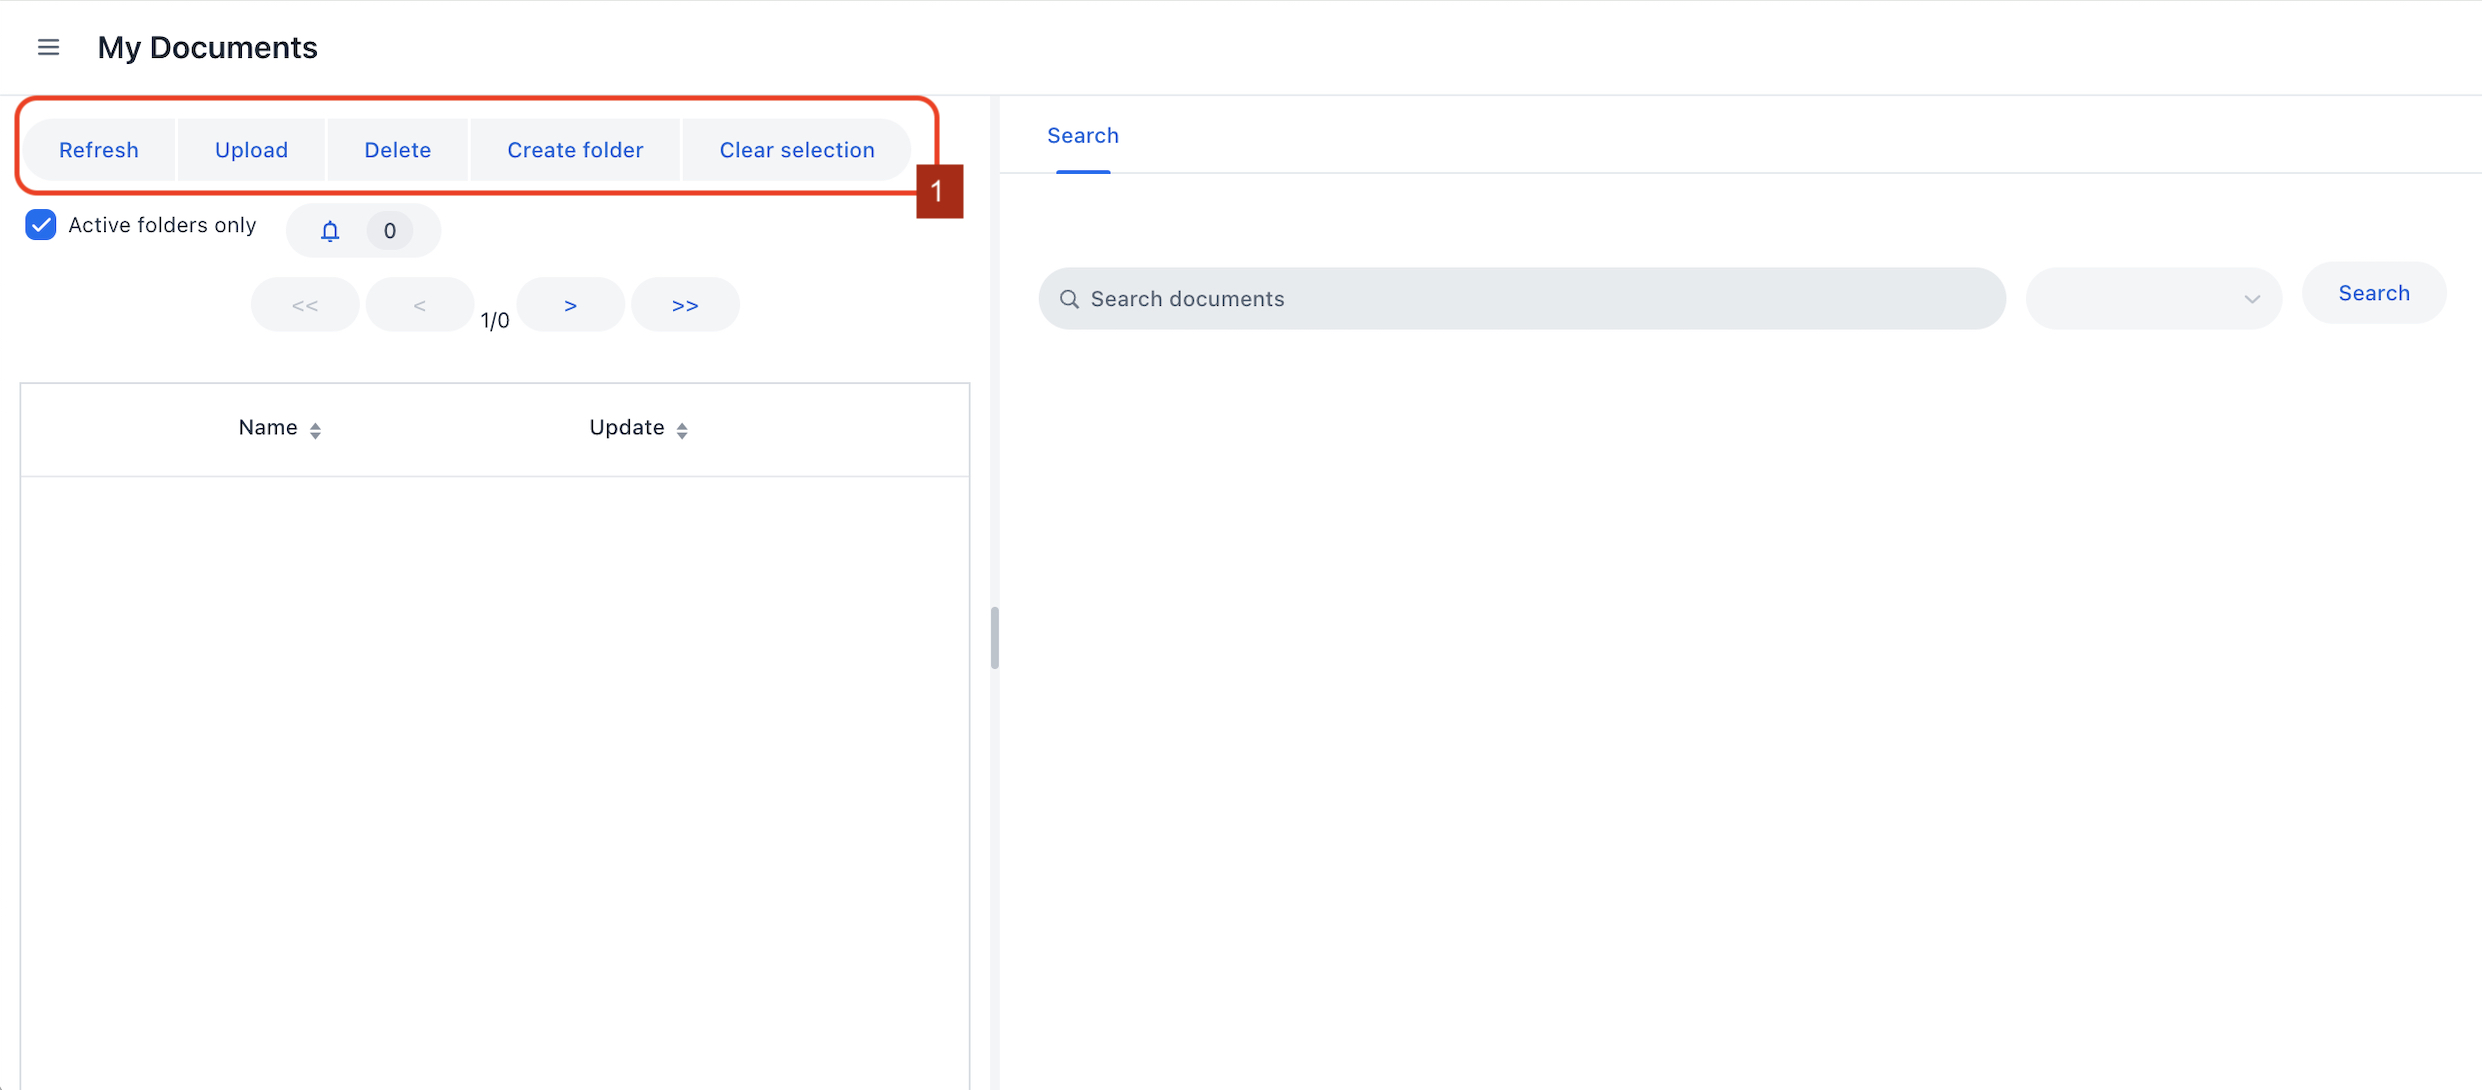 My Documents
Refresh Upload Delete Create folder Clear selection
1
Active folders only 0
<< < 1/0 > >>
Name Update
Search
Search documents Search